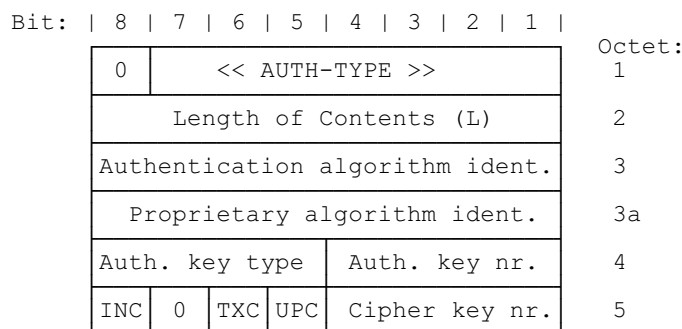 Bit: | 8 | 7 | 6 | 5 | 4 | 3 | 2 | 1 |
Octet:
0 << AUTH-TYPE >> 1
Length of Contents (L) 2
Authentication algorithm ident. 3
Proprietary algorithm ident. 3a
Auth. key type Auth. key nr. 4
INC 0 TXC UPC Cipher key nr. 5